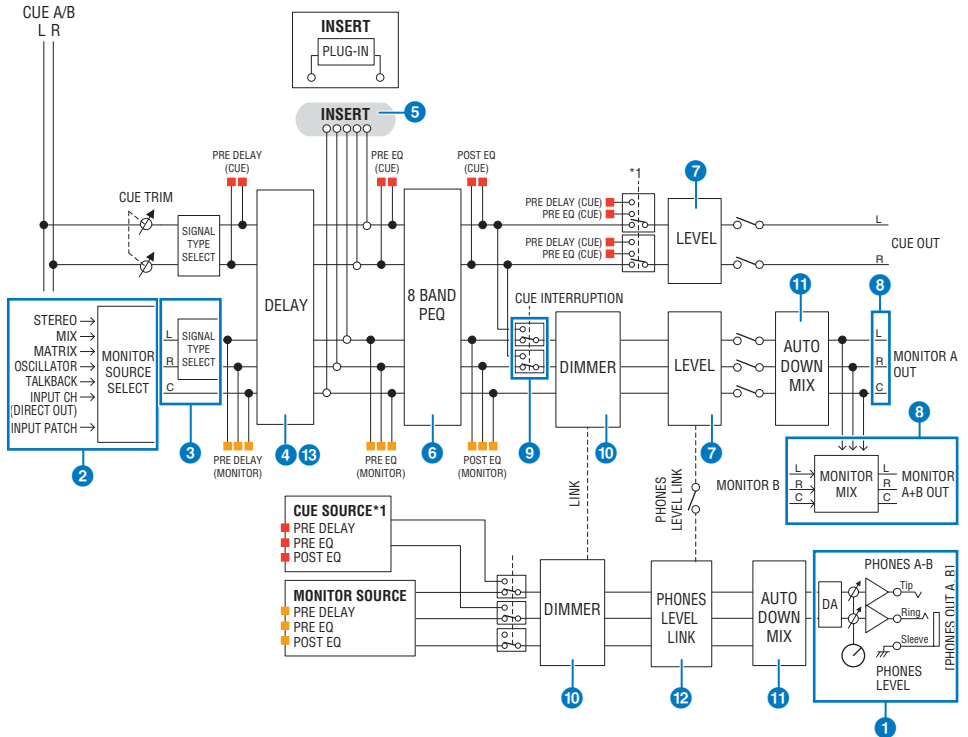 CUE A/B
L R
INSERT
PLUG-IN
INSERT
5
PRE DELAY
(CUE)
PRE EQ
(CUE)
POST EQ
(CUE)
*1
PRE DELAY (CUE)
PRE EQ (CUE)
PRE DELAY (CUE)
PRE EQ (CUE)
7
LEVEL
L
R
CUE OUT
CUE TRIM
SIGNAL
TYPE
SELECT
DELAY
8 BAND
PEQ
CUE INTERRUPTION
STEREO
MIX
MATRIX
OSCILLATOR
TALKBACK
INPUT CH
(DIRECT OUT)
INPUT PATCH
MONITOR
SOURCE
SELECT
2
L
R
C
SIGNAL
TYPE
SELECT
3
PRE DELAY
(MONITOR)
4
13
PRE EQ
(MONITOR)
6
POST EQ
(MONITOR)
9
DIMMER
10
LEVEL
7
11
AUTO
DOWN
MIX
8
L
R
C
MONITOR A
OUT
8
MONITOR B
L
R
C
MONITOR
MIX
L
R
C
MONITOR
A+B OUT
LINK
PHONES
LEVEL LINK
CUE SOURCE*1
PRE DELAY
PRE EQ
POST EQ
MONITOR SOURCE
PRE DELAY
PRE EQ
POST EQ
DIMMER
10
PHONES
LEVEL
LINK
12
AUTO
DOWN
MIX
11
PHONES A-B
DA
Tip
Ring
Sleeve
PHONES
LEVEL
[PHONES OUT A, B]
1